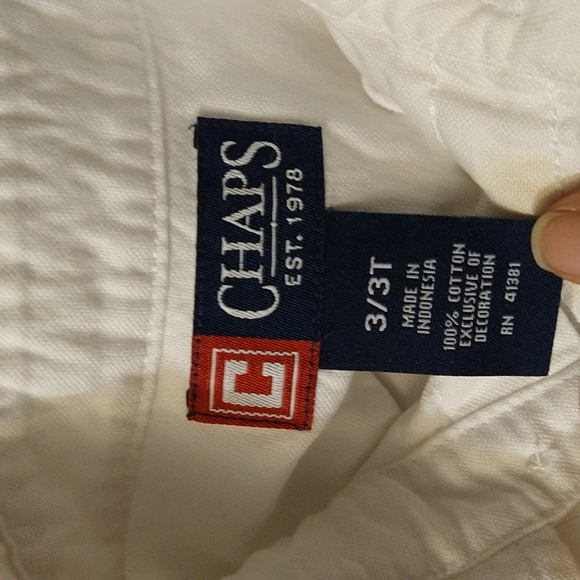 CHAPS
EST. 1978
C
3/3T
MADE IN
INDONESIA
100% COTTON
EXCLUSIVE OF
DECORATION
RN 41381